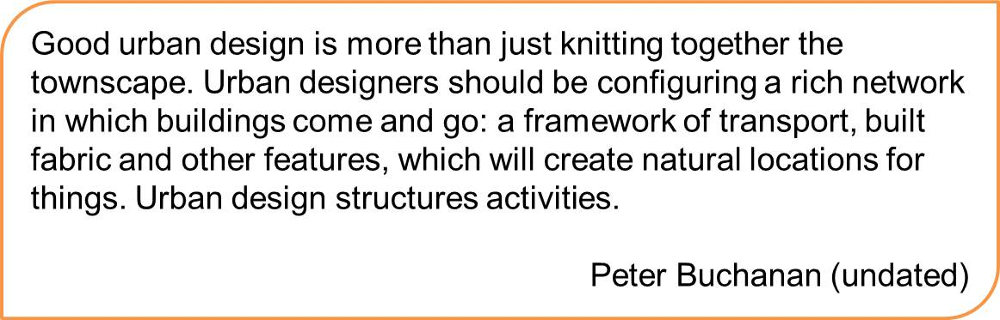 Good urban design is more than just knitting together the
townscape. Urban designers should be configuring a rich network
in which buildings come and go: a framework of transport, built
fabric and other features, which will create natural locations for
things. Urban design structures activities.
Peter Buchanan (undated)